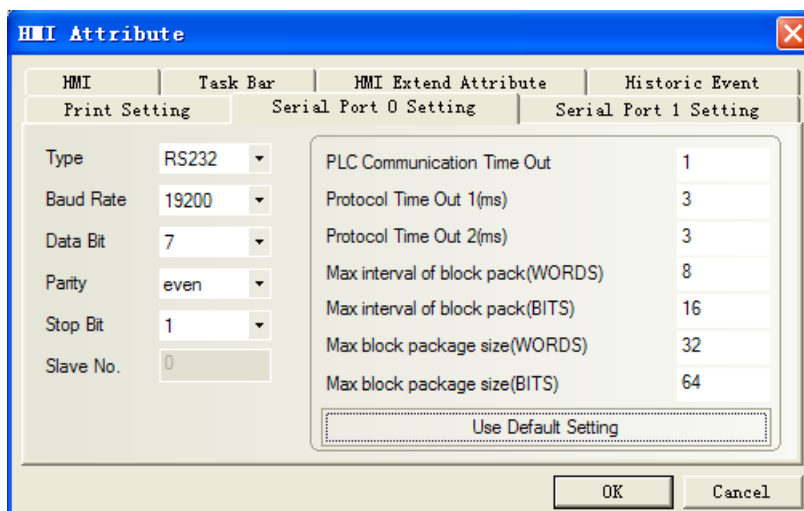 HMI Attribute
HMI Task Bar HMI Extend Attribute Historic Event
Print Setting Serial Port 0 Setting Serial Port 1 Setting
Type RS232
Baud Rate 19200
Data Bit 7
Parity even
Stop Bit 1
Slave No. 0
PLC Communication Time Out 1
Protocol Time Out 1(ms) 3
Protocol Time Out 2(ms) 3
Max interval of block pack(WORDS) 8
Max interval of block pack(BITS) 16
Max block package size(WORDS) 32
Max block package size(BITS) 64
Use Default Setting
OK Cancel